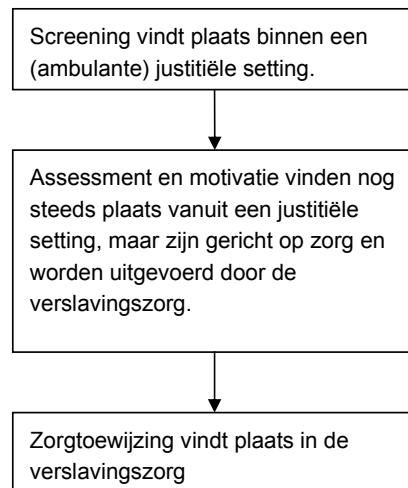 Screening vindt plaats binnen een
(ambulante) justitiële setting.
Assessment en motivatie vinden nog
steeds plaats vanuit een justitiële
setting, maar zijn gericht op zorg en
worden uitgevoerd door de
verslavingszorg.
Zorgtoewijzing vindt plaats in de
verslavingszorg